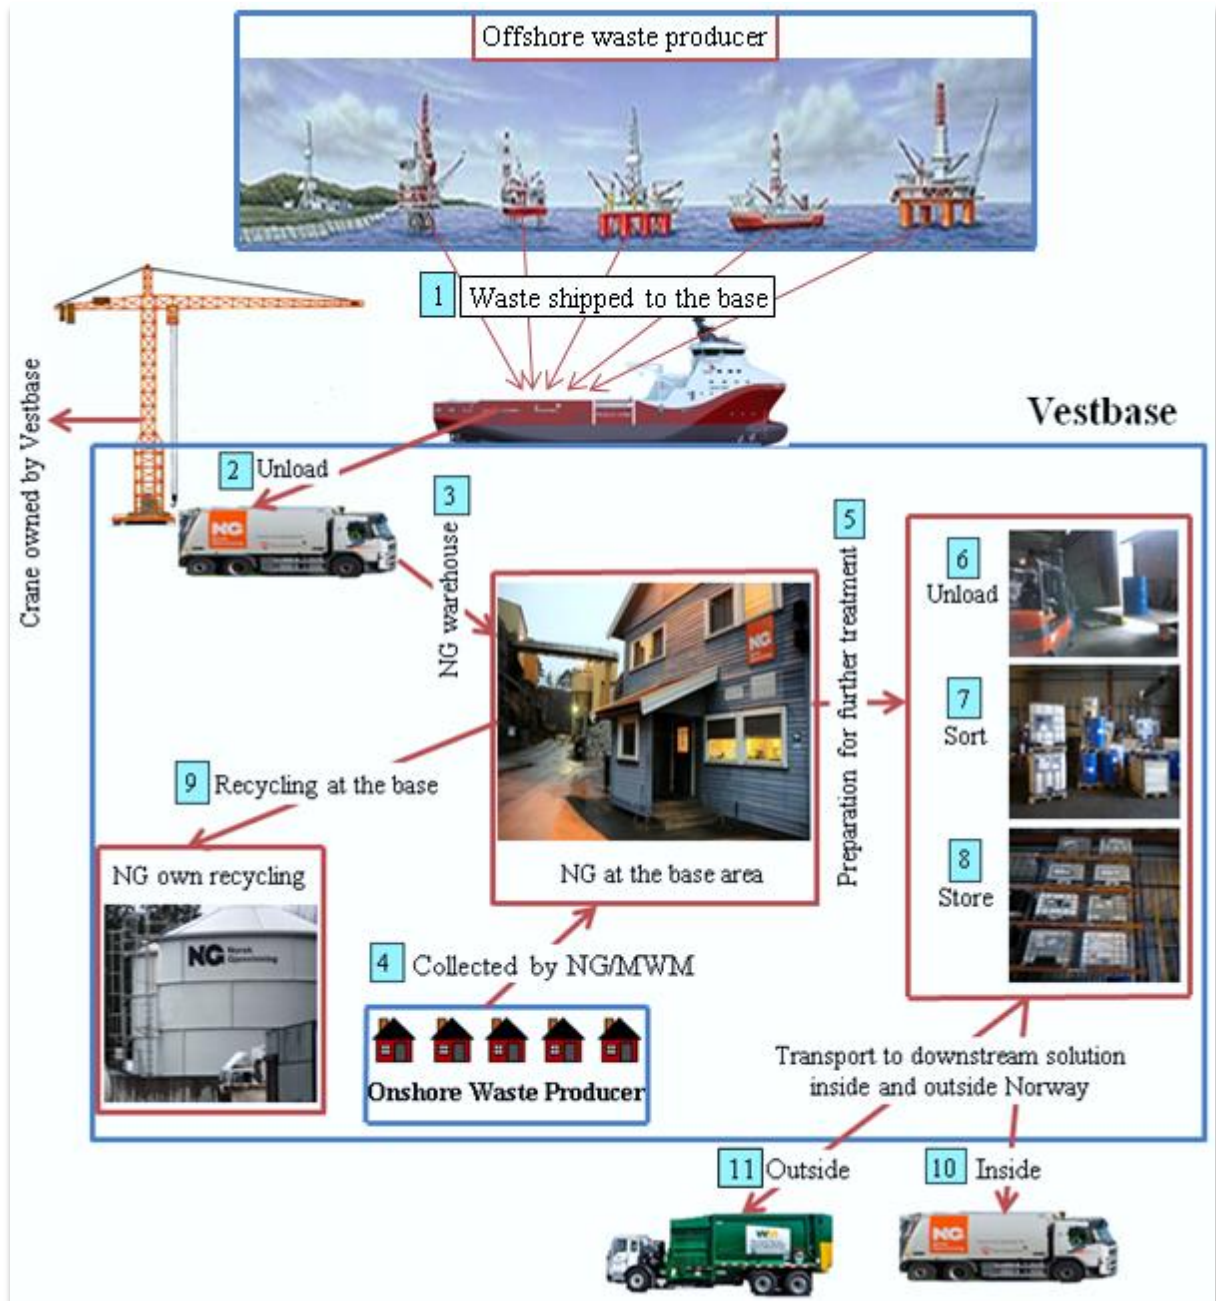 Offshore waste producer
1 Waste shipped to the base
Crane owned by Vestbase
Vestbase
2 Unload
NG
3
NG warehouse
5
Preparation for further treatment
6
Unload
7
Sort
8
Store
NG
NG at the base area
9 Recycling at the base
NG own recycling
NG Norsk
Gjenvinning
4 Collected by NG/MWM
Onshore Waste Producer
Transport to downstream solution
inside and outside Norway
11 Outside
10 Inside
NG